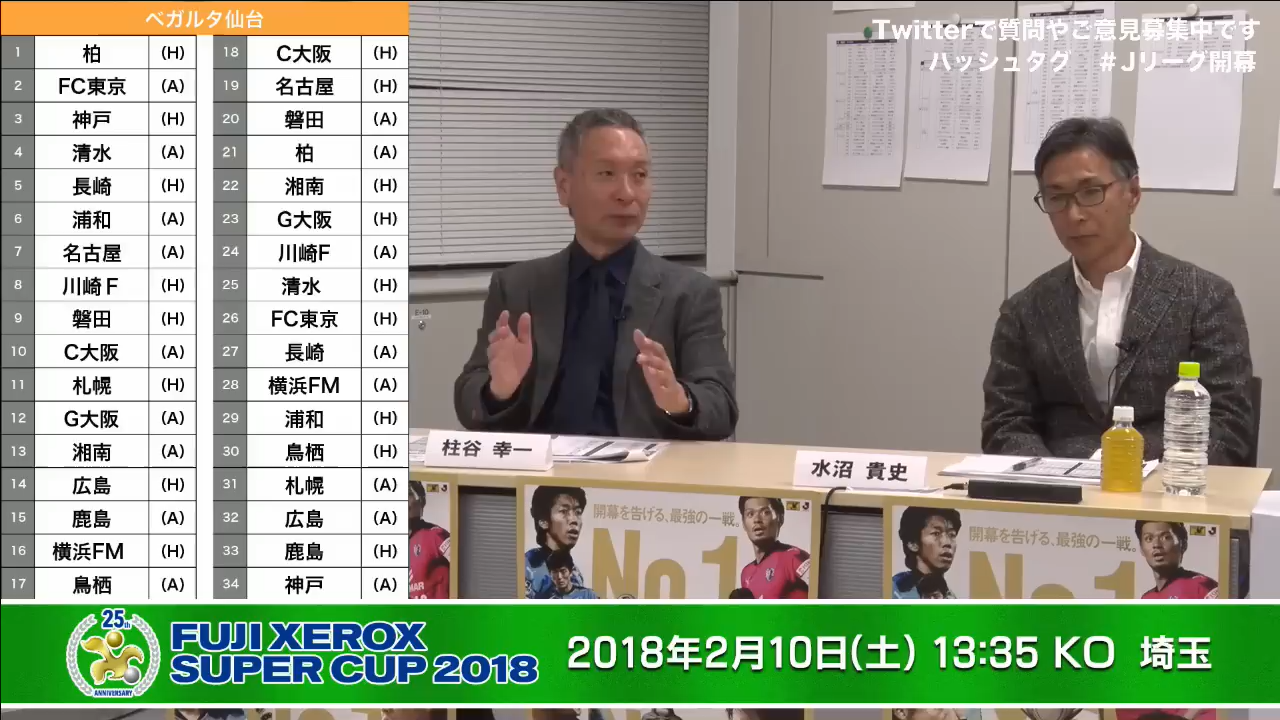 ベガルタ仙台
1 柏 (H)
2 FC東京 (A)
3 神戸 (H)
4 清水 (A)
5 長崎 (H)
6 浦和 (A)
7 名古屋 (A)
8 川崎F (H)
9 磐田 (H)
10 C大阪 (A)
11 札幌 (H)
12 G大阪 (A)
13 湘南 (A)
14 広島 (H)
15 鹿島 (A)
16 横浜FM (H)
17 鳥栖 (A)
18 C大阪 (H)
19 名古屋 (H)
20 磐田 (A)
21 柏 (A)
22 湘南 (H)
23 G大阪 (H)
24 川崎F (A)
25 清水 (H)
26 FC東京 (H)
27 長崎 (A)
28 横浜FM (A)
29 浦和 (H)
30 鳥栖 (H)
31 札幌 (A)
32 広島 (A)
33 鹿島 (H)
34 神戸 (A)
Twitterで質問やご意見募集中です
ハッシュタグ #Jリーグ開幕
柱谷 幸一
水沼 貴史
開幕を告げる、最強の一戦。
No.1
開幕を告げる、最強の一戦。
No.1
25th
ANNIVERSARY
FUJI XEROX
SUPER CUP 2018
2018年2月10日(土) 13:35 KO 埼玉